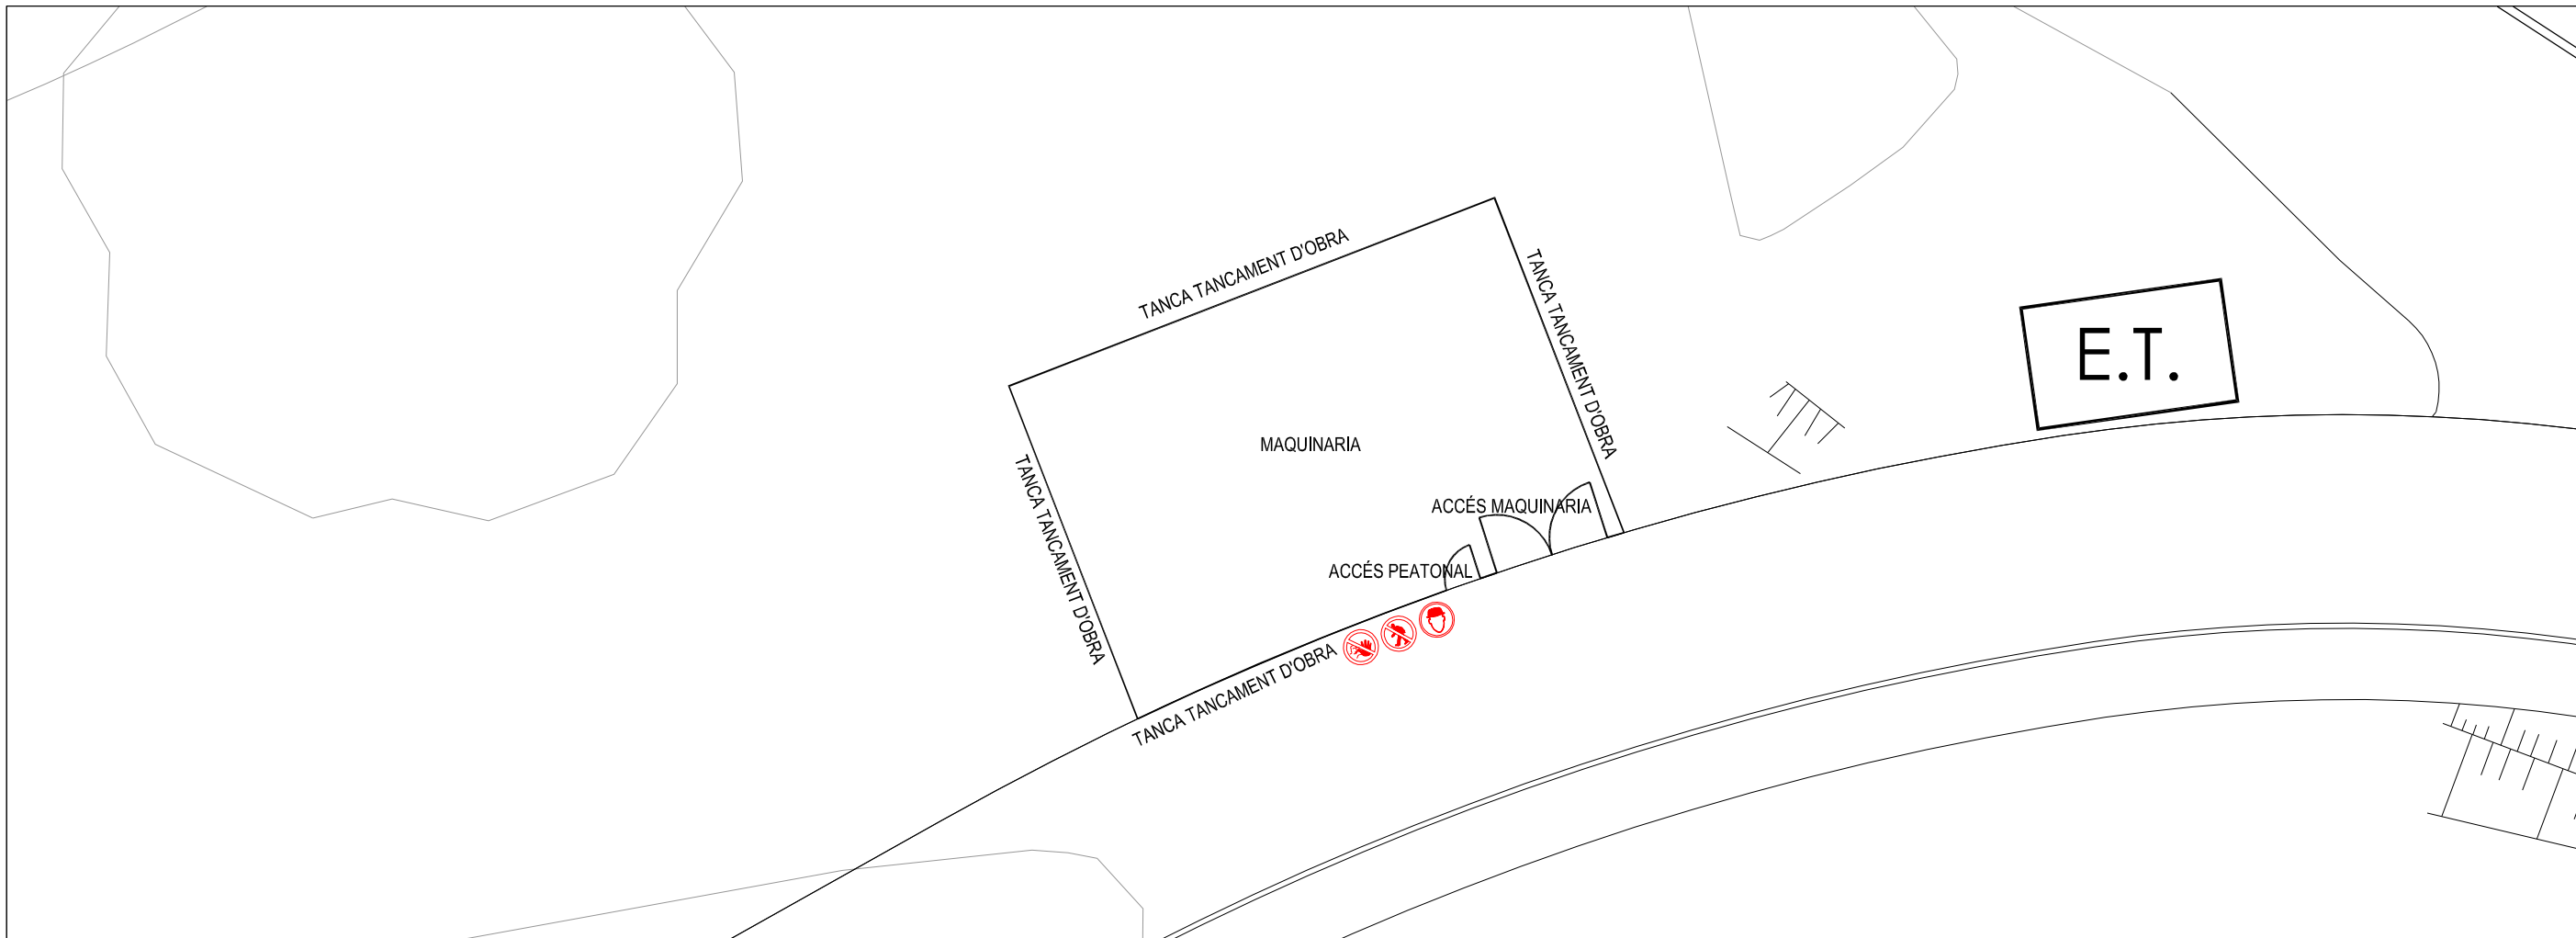 TANCA TANCAMENT D'OBRA
TANCA TANCAMENT D'OBRA
E.T.
MAQUINARIA
TANCA TANCAMENT D'OBRA
ACCÉS MAQUINARIA
ACCÉS PEATONAL
TANCA TANCAMENT D'OBRA